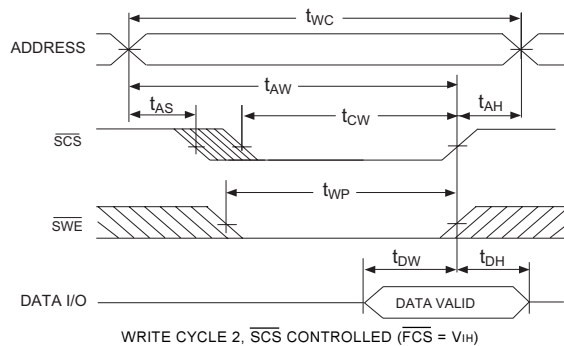 tWC
ADDRESS
tAW
tAS
tCW
tAH
SCS
tWP
SWE
tDW
tDH
DATA I/O
DATA VALID
WRITE CYCLE 2, SCS CONTROLLED (FCS = VIH)